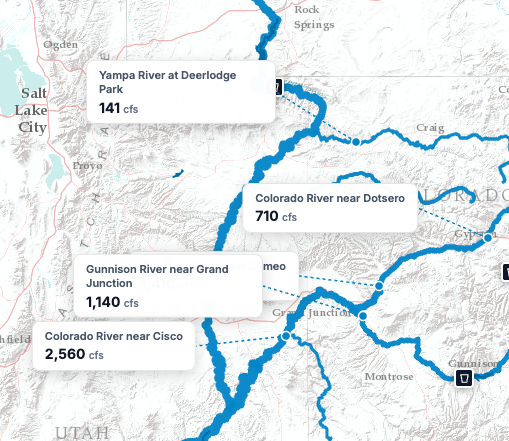 Rock
Springs
Ogden
Yampa River at Deerlodge
Park
141 cfs
Salt
Lake
City
Craig
Provo
Colorado River near Dotsero
710 cfs
Gunnison River near Grand
Junction
1,140 cfs
meo
Grand Junction
Colorado River near Cisco
2,560 cfs
hfield
Gunnison
Montrose
UTAH